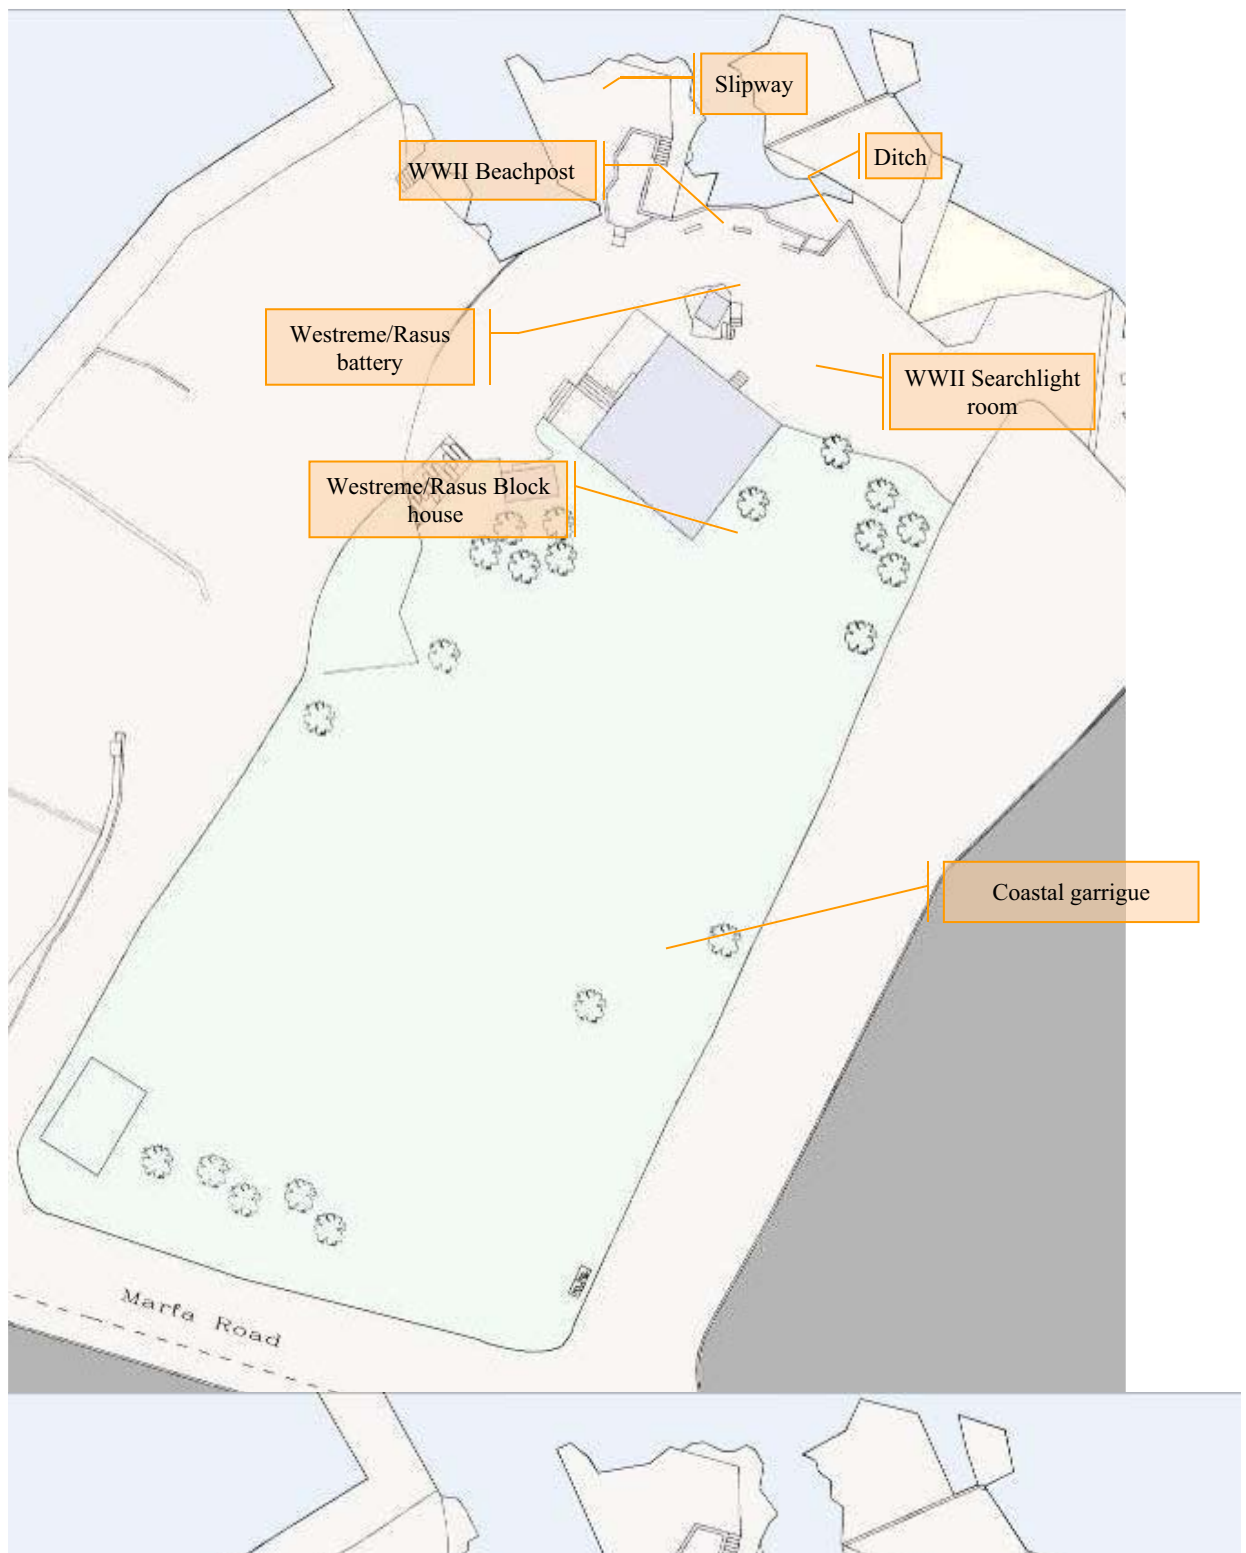 Slipway
WWII Beachpost
Ditch
Westreme/Rasus
battery
WWII Searchlight
room
Westreme/Rasus Block
house
Coastal garrigue
Marfa Road